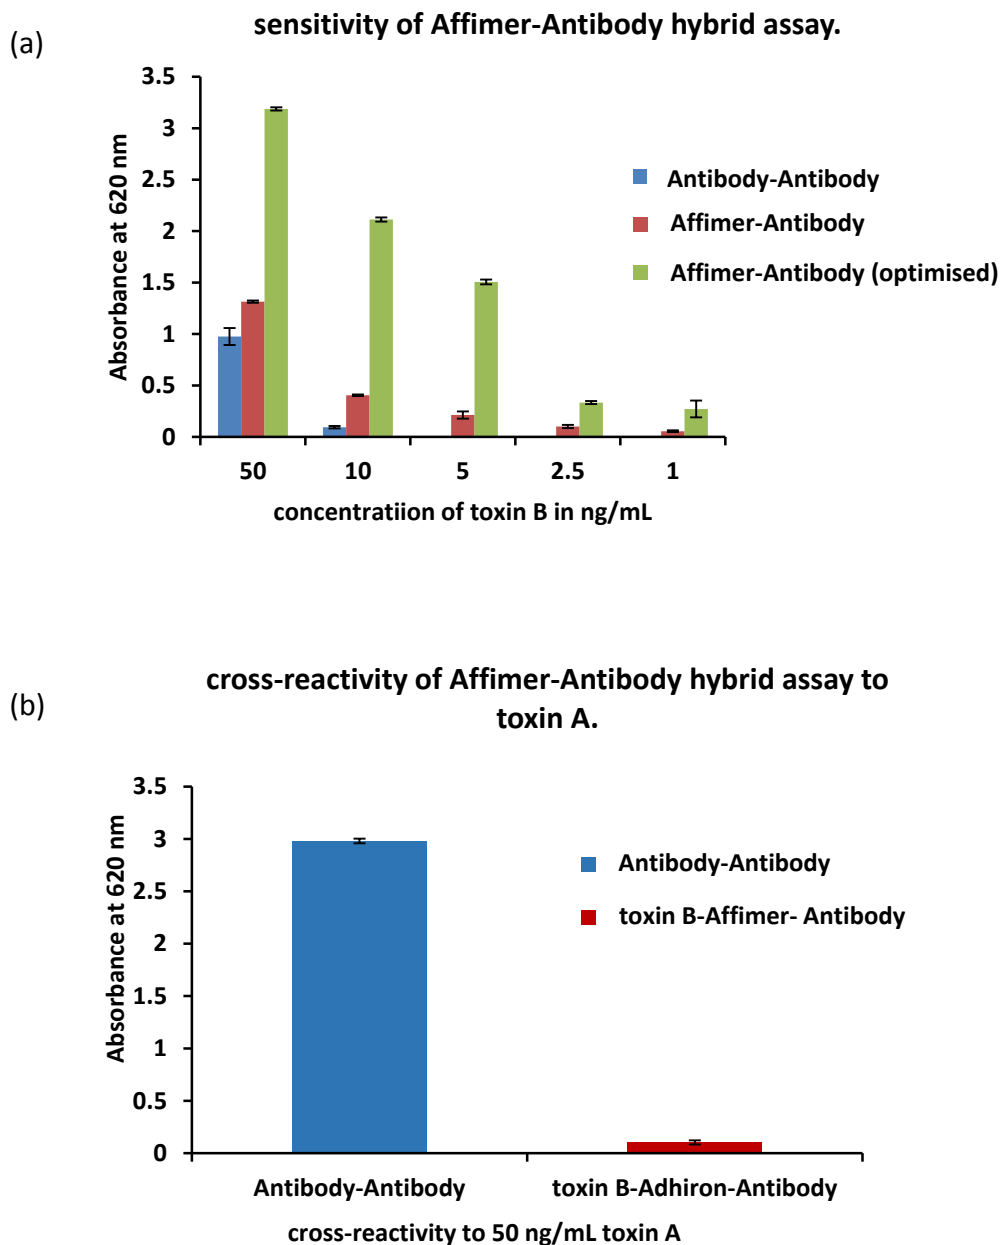 (a)
sensitivity of Affimer-Antibody hybrid assay.
3.5
3
2.5
2
1.5
1
0.5
0
Absorbance at 620 nm
Antibody-Antibody
Affimer-Antibody
Affimer-Antibody (optimised)
50 10 5 2.5 1
concentratiion of toxin B in ng/mL
(b)
cross-reactivity of Affimer-Antibody hybrid assay to
toxin A.
3.5
3
2.5
2
1.5
1
0.5
0
Absorbance at 620 nm
Antibody-Antibody
toxin B-Affimer- Antibody
Antibody-Antibody toxin B-Adhiron-Antibody
cross-reactivity to 50 ng/mL toxin A